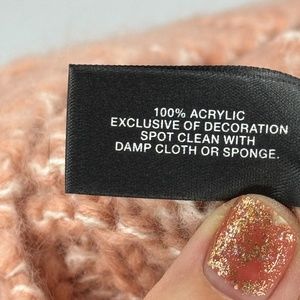 100% ACRYLIC
EXCLUSIVE OF DECORATION
SPOT CLEAN WITH
DAMP CLOTH OR SPONGE.